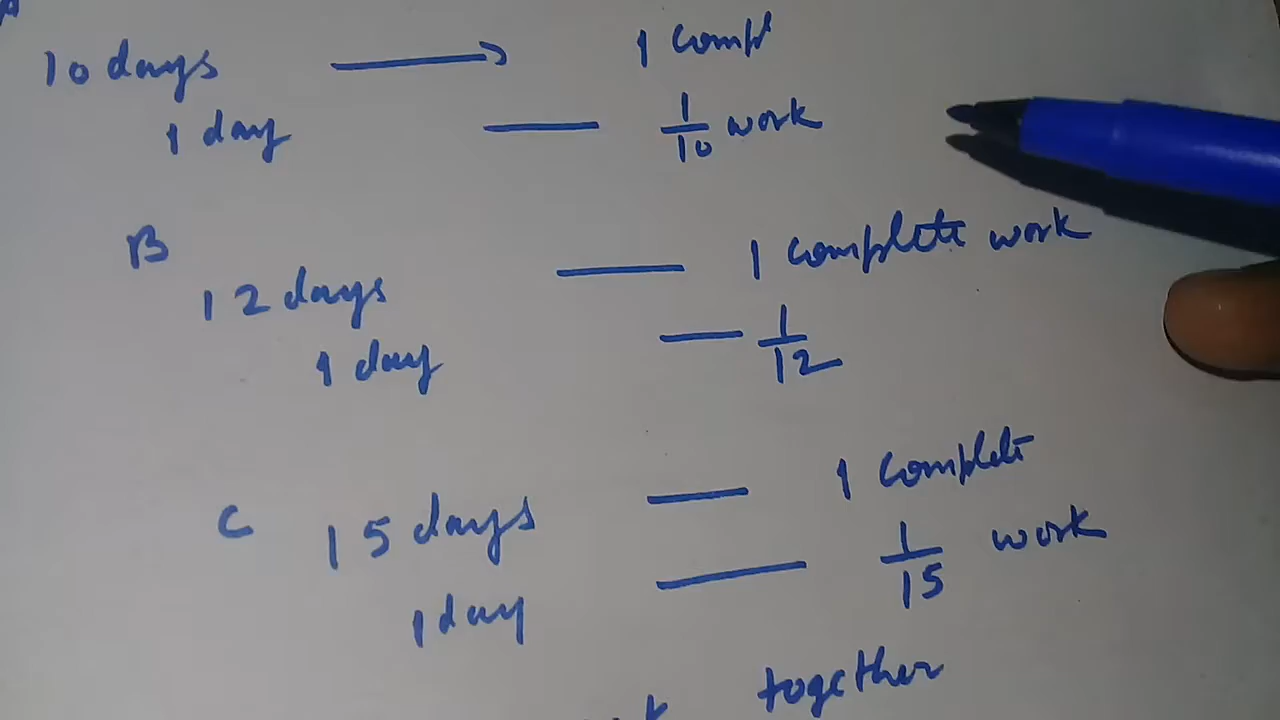 10 days 1 compl
1 day 1/10 work
B
12 days 1 complete work
1 day 1/12
C 15 days 1 complete
1 day 1/15 work
together